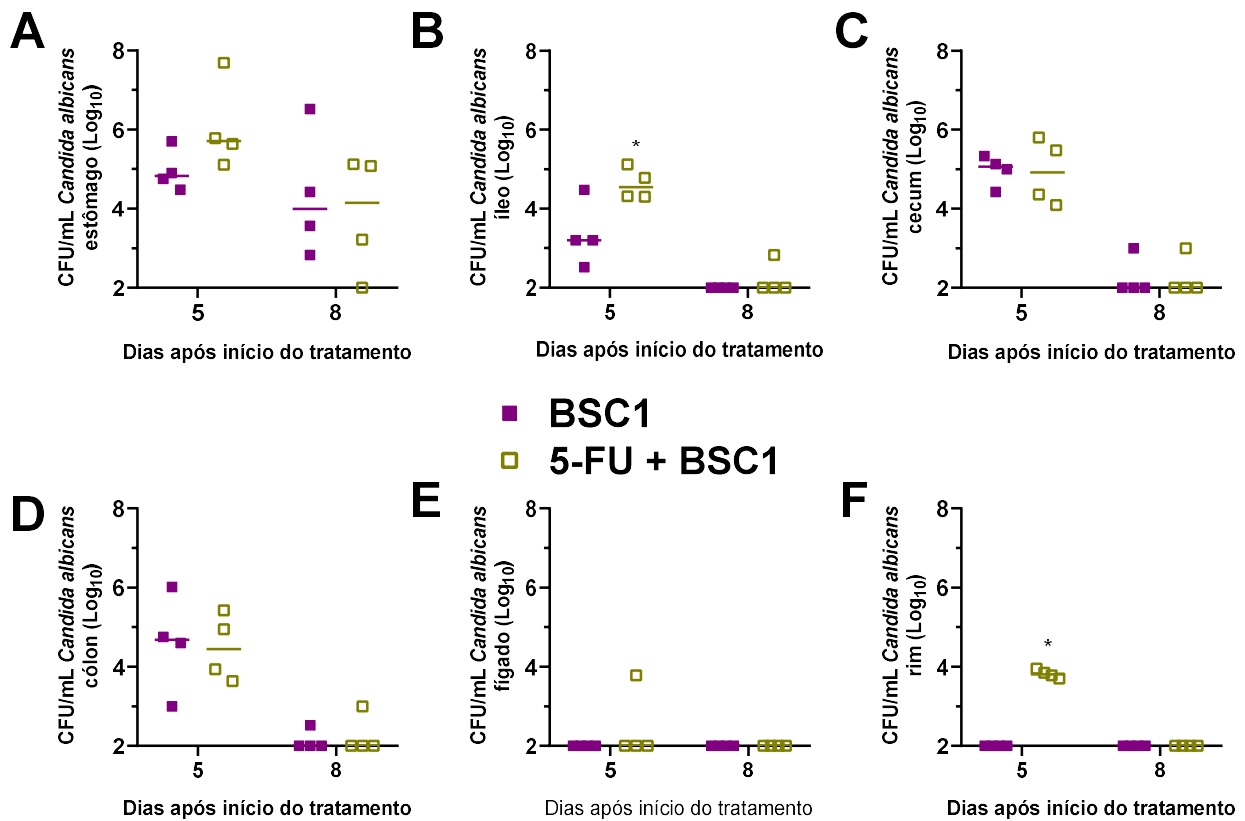 A
CFU/mL Candida albicans
estômago (Log10)
8
6
4
2
5
8
Dias após início do tratamento
B
CFU/mL Candida albicans
íleo (Log10)
8
6
4
2
*
5
8
Dias após início do tratamento
C
CFU/mL Candida albicans
cecum (Log10)
8
6
4
2
5
8
Dias após início do tratamento
BSC1
5-FU + BSC1
D
CFU/mL Candida albicans
cólon (Log10)
8
6
4
2
5
8
Dias após início do tratamento
E
CFU/mL Candida albicans
fígado (Log10)
8
6
4
2
5
8
Dias após início do tratamento
F
CFU/mL Candida albicans
rim (Log10)
8
6
4
2
*
5
8
Dias após início do tratamento